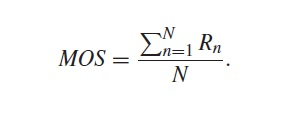 MOS = \frac{\sum_{n=1}^{N} R_n}{N}.